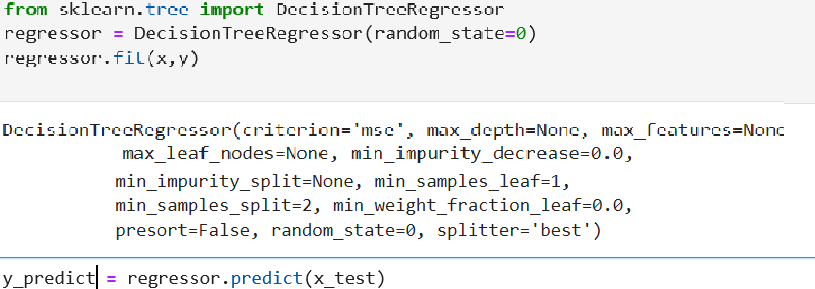 from sklearn.tree import DecisionTreeRegressor
regressor = DecisionTreeRegressor(random_state=0)
regressor.fit(x,y)
DecisionTreeRegressor(criterion='mse', max_depth=None, max_features=None
max_leaf_nodes=None, min_impurity_decrease=0.0,
min_impurity_split=None, min_samples_leaf=1,
min_samples_split=2, min_weight_fraction_leaf=0.0,
presort=False, random_state=0, splitter='best')
y_predict = regressor.predict(x_test)